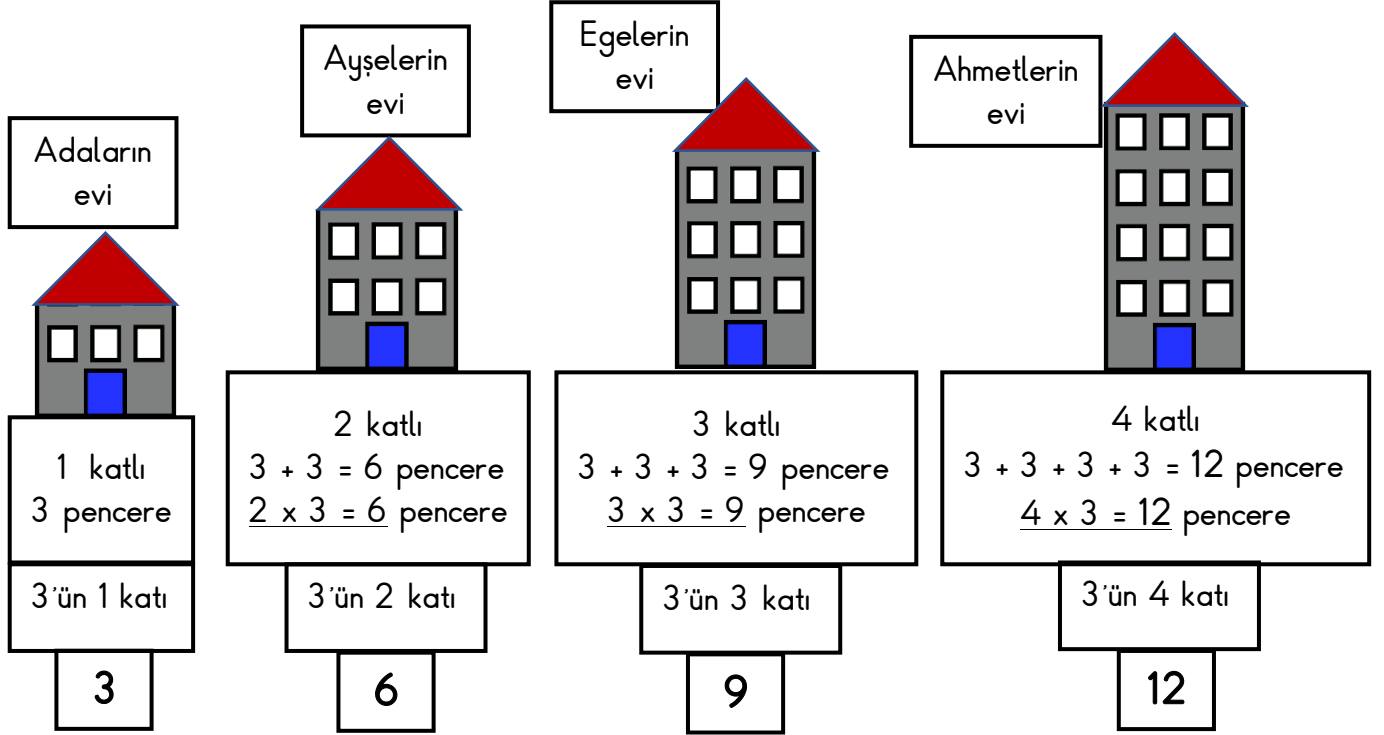 Adaların
evi
1 katlı
3 pencere
3'ün 1 katı
3
Ayşelerin
evi
2 katlı
3 + 3 = 6 pencere
2 x 3 = 6 pencere
3'ün 2 katı
6
Egelerin
evi
3 katlı
3 + 3 + 3 = 9 pencere
3 x 3 = 9 pencere
3'ün 3 katı
9
Ahmetlerin
evi
4 katlı
3 + 3 + 3 + 3 = 12 pencere
4 x 3 = 12 pencere
3'ün 4 katı
12